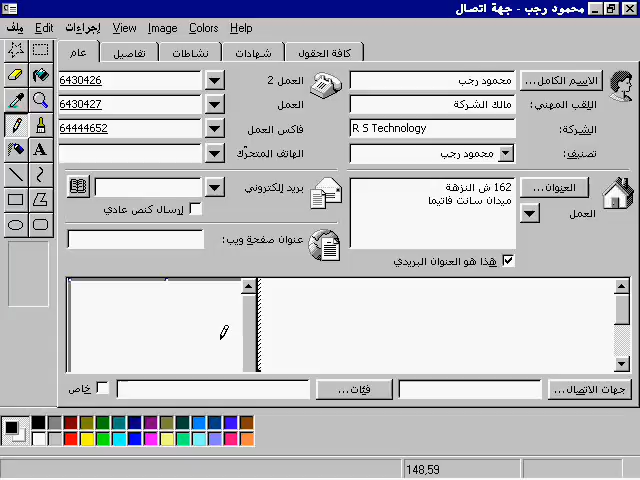 محمود رجب - جهة اتصال
ملف Edit إجراءات View Image Colors Help
عام تفاصيل نشاطات شهادات كافة الحقول
الاسم الكامل... محمود رجب
اللقب المهني: مالك الشركة
الشركة: R S Technology
تصنيف: محمود رجب
العمل 2 6430426
العمل 6430427
فاكس العمل 64444652
الهاتف المتحرّك
العنوان... 162 ش النزهة
ميدان سانت فاتيما
العمل
هذا هو العنوان البريدي
بريد إلكتروني
إرسال كنص عادي
عنوان صفحة ويب:
جهات الاتصال... فئات... خاص
148,59